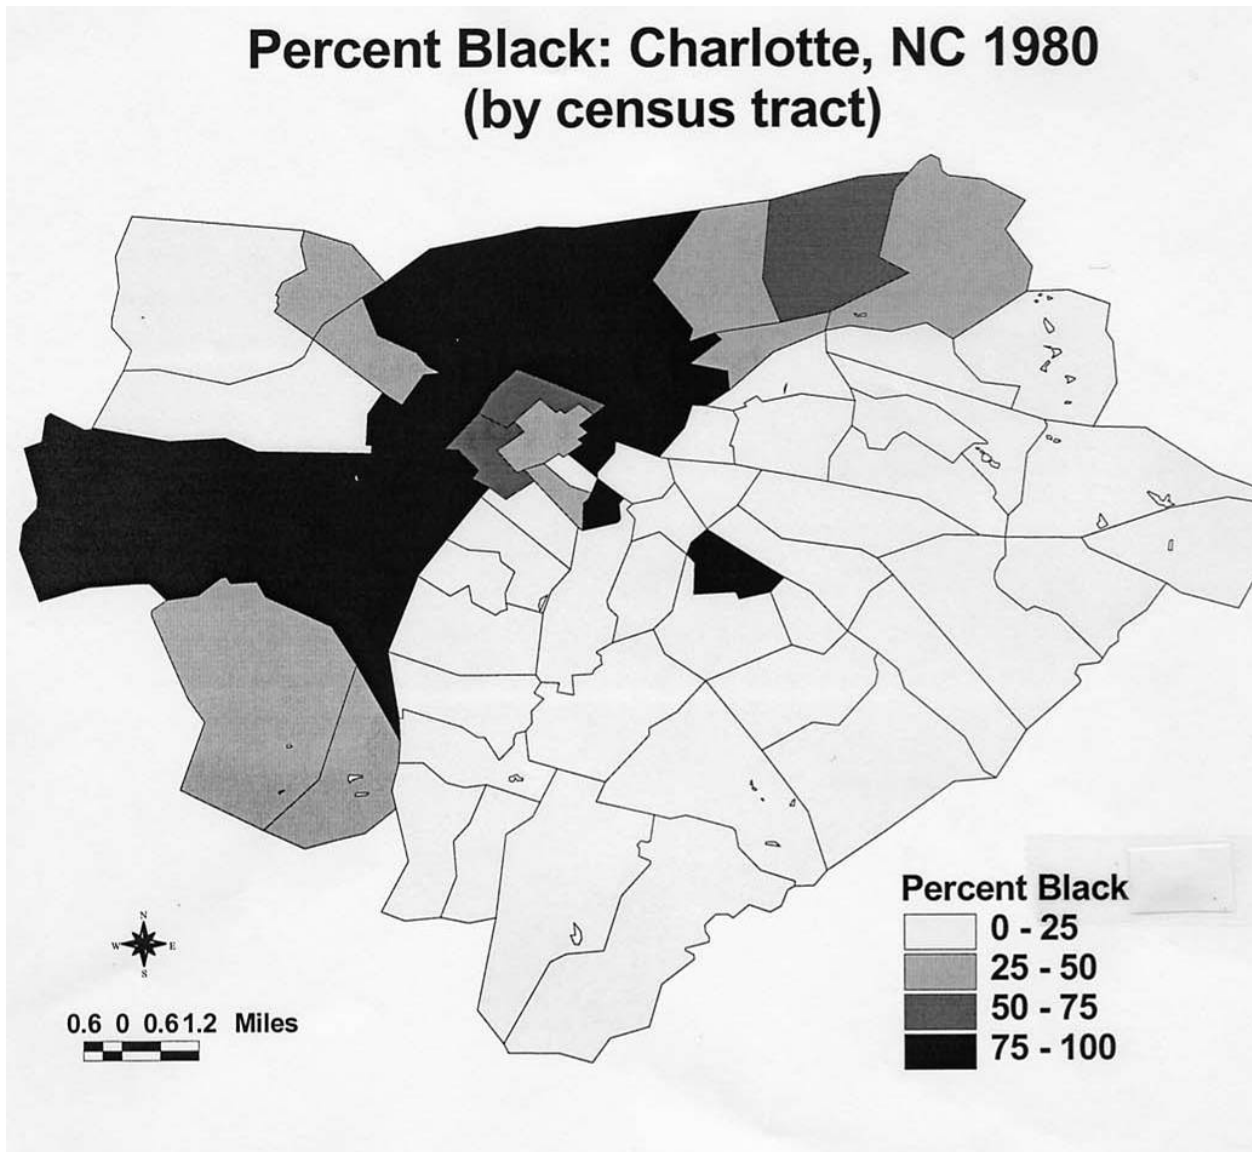 Percent Black: Charlotte, NC 1980
(by census tract)
Percent Black
0 - 25
25 - 50
50 - 75
75 - 100
N
W E
S
0.6 0 0.6 1.2 Miles